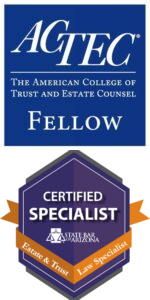 ACTEC®
THE AMERICAN COLLEGE OF
TRUST AND ESTATE COUNSEL
FELLOW
CERTIFIED
SPECIALIST
STATE BAR
OF ARIZONA
Estate & Trust
Law Specialist